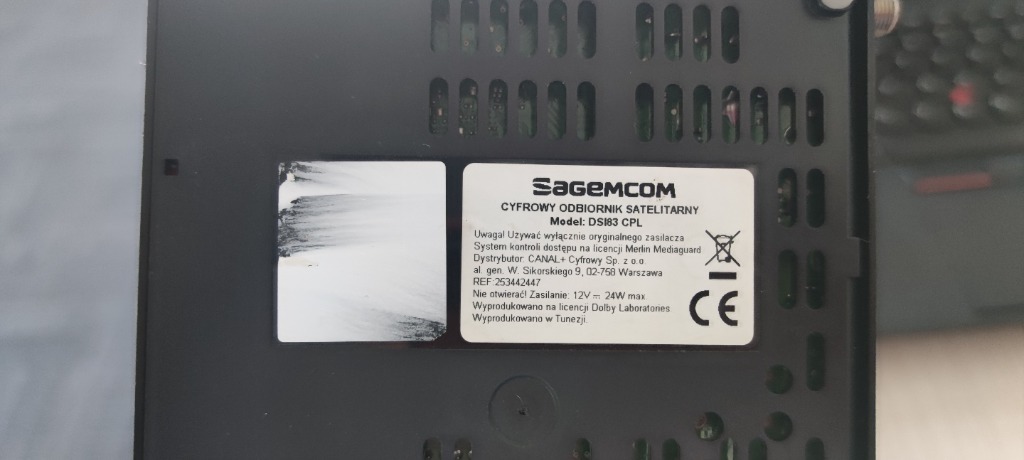 SAGEMCOM
CYFROWY ODBIORNIK SATELITARNY
Model: DSI83 CPL
Uwaga! Używać wyłącznie oryginalnego zasilacza
System kontroli dostępu na licencji Merlin Mediaguard
Dystrybutor: CANAL+ Cyfrowy Sp. z o.o.
al. gen. W. Sikorskiego 9, 02-758 Warszawa
REF:253442447
Nie otwierać! Zasilanie: 12V ⎓ 24W max.
Wyprodukowano na licencji Dolby Laboratories
Wyprodukowano w Tunezji.
CE